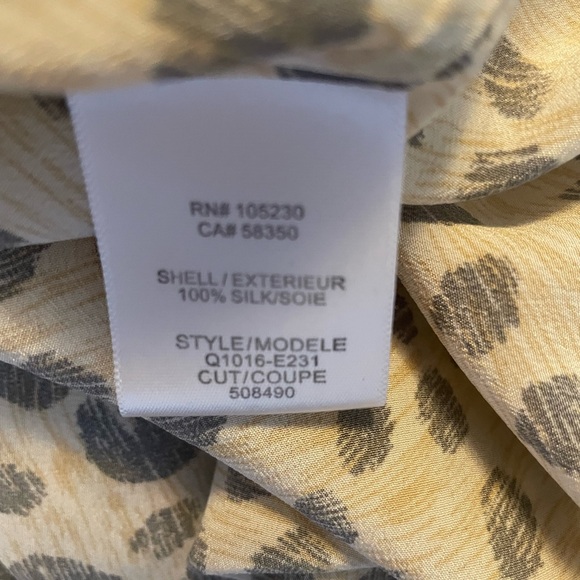 RN# 105230
CA# 58350
SHELL/EXTERIEUR
100% SILK/SOIE
STYLE/MODELE
Q1016-E231
CUT/COUPE
508490